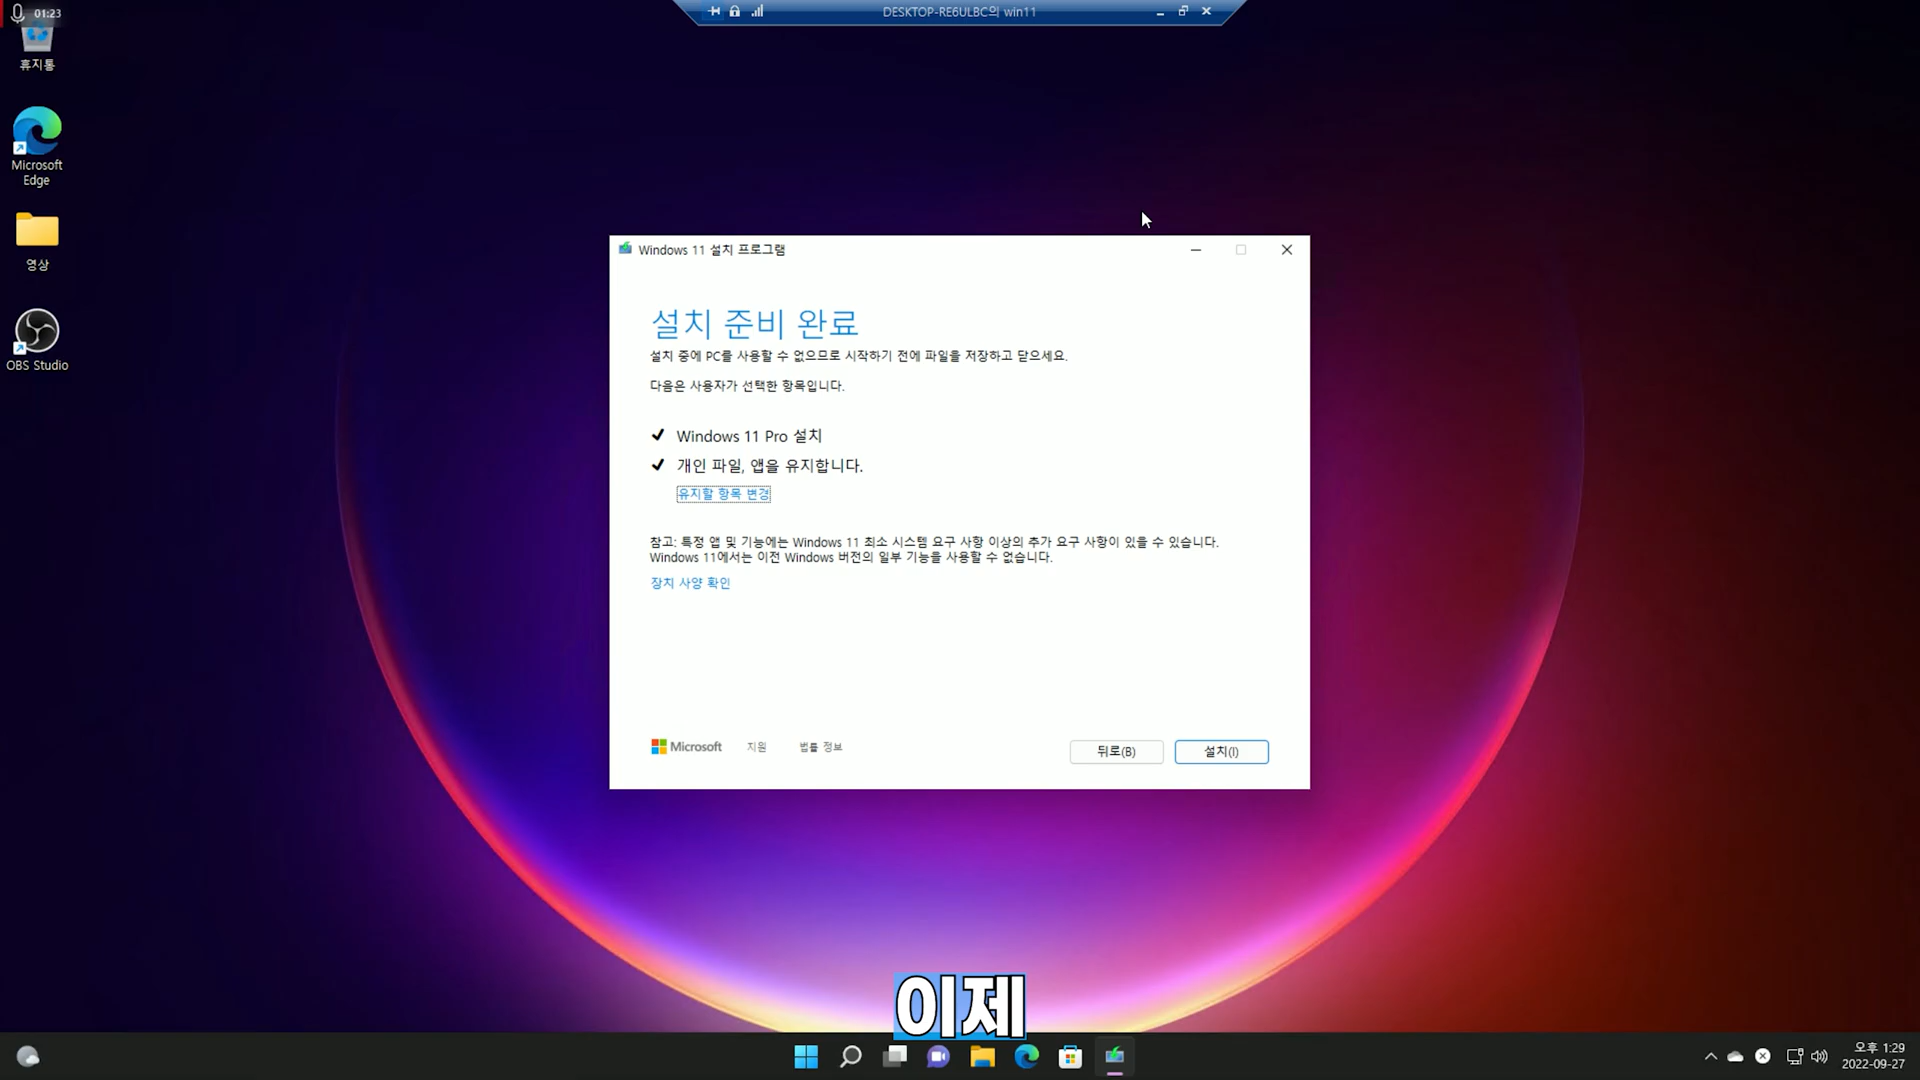 01:23
DESKTOP-RE6ULBC의 win11
휴지통
Microsoft
Edge
영상
OBS Studio
Windows 11 설치 프로그램
설치 준비 완료
설치 중에 PC를 사용할 수 없으므로 시작하기 전에 파일을 저장하고 닫으세요.
다음은 사용자가 선택한 항목입니다.
Windows 11 Pro 설치
개인 파일, 앱을 유지합니다.
유지할 항목 변경
참고: 특정 앱 및 기능에는 Windows 11 최소 시스템 요구 사항 이상의 추가 요구 사항이 있을 수 있습니다.
Windows 11에서는 이전 Windows 버전의 일부 기능을 사용할 수 없습니다.
장치 사양 확인
Microsoft 지원 법률 정보
뒤로(B) 설치(I)
이제
오후 1:29
2022-09-27